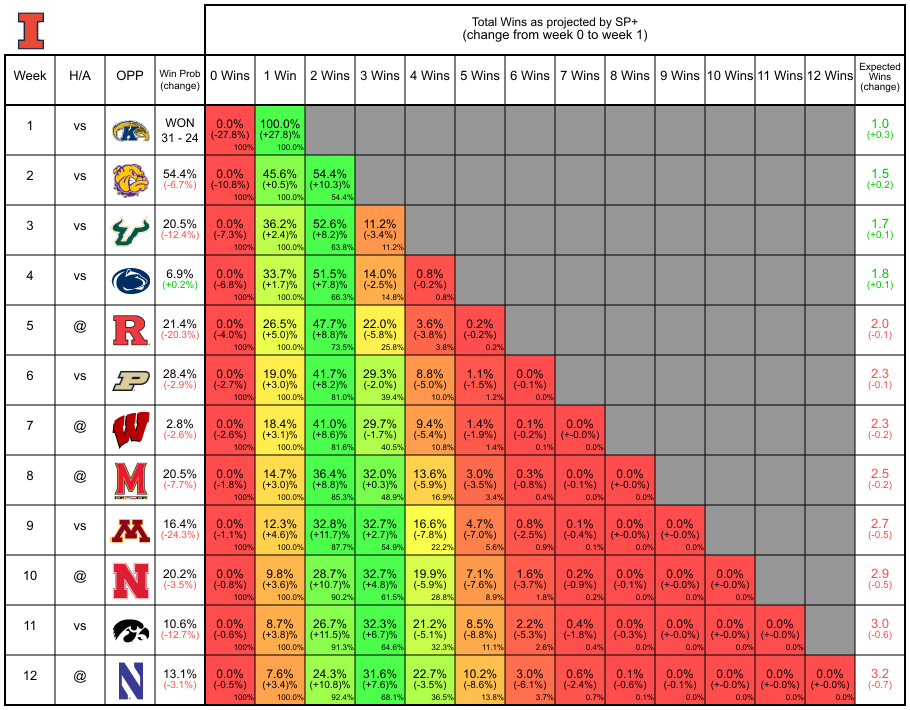 Total Wins as projected by SP+
(change from week 0 to week 1)
Week H/A OPP Win Prob (change) 0 Wins 1 Win 2 Wins 3 Wins 4 Wins 5 Wins 6 Wins 7 Wins 8 Wins 9 Wins 10 Wins 11 Wins 12 Wins Expected Wins (change)
1 vs K WON 0.0% 100.0% 1.0
31 - 24 (-27.8%) (+27.8)% (+0.3)
100% 100.0%
2 vs 54.4% 0.0% 45.6% 54.4% 1.5
(-6.7%) (-10.8%) (+0.5)% (+10.3%) (+0.2)
100% 100.0% 54.4%
3 vs 20.5% 0.0% 36.2% 52.6% 11.2% 1.7
(-12.4%) (-7.3%) (+2.4)% (+8.2%) (-3.4%) (+0.1)
100% 100.0% 63.8% 11.2%
4 vs 6.9% 0.0% 33.7% 51.5% 14.0% 0.8% 1.8
(+0.2%) (-6.8%) (+1.7)% (+7.8%) (-2.5%) (-0.2%) (+0.1)
100% 100.0% 66.3% 14.8% 0.8%
5 @ R 21.4% 0.0% 26.5% 47.7% 22.0% 3.6% 0.2% 2.0
(-20.3%) (-4.0%) (+5.0)% (+8.8%) (-5.8%) (-3.8%) (-0.2%) (-0.1)
100% 100.0% 73.5% 25.8% 3.8% 0.2%
6 vs P 28.4% 0.0% 19.0% 41.7% 29.3% 8.8% 1.1% 0.0% 2.3
(-2.9%) (-2.7%) (+3.0)% (+8.2%) (-2.0%) (-5.0%) (-1.5%) (-0.1%) (-0.1)
100% 100.0% 81.0% 39.4% 10.0% 1.2% 0.0%
7 @ W 2.8% 0.0% 18.4% 41.0% 29.7% 9.4% 1.4% 0.1% 0.0% 2.3
(-2.6%) (-2.6%) (+3.1)% (+8.6%) (-1.7%) (-5.4%) (-1.9%) (-0.2%) (+-0.0% (-0.2)
100% 100.0% 81.6% 40.5% 10.8% 1.4% 0.1% 0.0%
8 @ M 20.5% 0.0% 14.7% 36.4% 32.0% 13.6% 3.0% 0.3% 0.0% 0.0% 2.5
(-7.7%) (-1.8%) (+3.0)% (+8.8%) (+0.3%) (-5.9%) (-3.5%) (-0.8%) (-0.1%) (+-0.0%) (-0.2)
100% 100.0% 85.3% 48.9% 16.9% 3.4% 0.4% 0.0% 0.0%
9 vs M 16.4% 0.0% 12.3% 32.8% 32.7% 16.6% 4.7% 0.8% 0.1% 0.0% 0.0% 2.7
(-24.3%) (-1.1%) (+4.6)% (+11.7%) (+2.7%) (-7.8%) (-7.0%) (-2.5%) (-0.4%) (+-0.0%) (+-0.0%) (-0.5)
100% 100.0% 87.7% 54.9% 22.2% 5.6% 0.9% 0.1% 0.0% 0.0%
10 @ N 20.2% 0.0% 9.8% 28.7% 32.7% 19.9% 7.1% 1.6% 0.2% 0.0% 0.0% 0.0% 2.9
(-3.5%) (-0.8%) (+3.6)% (+10.7%) (+4.8%) (-5.9%) (-7.6%) (-3.7%) (-0.9%) (-0.1%) (+-0.0%) (+-0.0%) (-0.5)
100% 100.0% 90.2% 61.5% 28.8% 8.9% 1.8% 0.2% 0.0% 0.0% 0.0%
11 vs 10.6% 0.0% 8.7% 26.7% 32.3% 21.2% 8.5% 2.2% 0.4% 0.0% 0.0% 0.0% 0.0% 3.0
(-12.7%) (-0.6%) (+3.8)% (+11.5%) (+6.7%) (-5.1%) (-8.8%) (-5.3%) (-1.8%) (-0.3%) (+-0.0%) (+-0.0%) (+-0.0%) (-0.6)
100% 100.0% 91.3% 64.6% 32.3% 11.1% 2.6% 0.4% 0.0% 0.0% 0.0% 0.0%
12 @ N 13.1% 0.0% 7.6% 24.3% 31.6% 22.7% 10.2% 3.0% 0.6% 0.1% 0.0% 0.0% 0.0% 0.0% 3.2
(-3.1%) (-0.5%) (+3.4)% (+10.8%) (+7.6%) (-3.5%) (-8.6%) (-6.1%) (-2.4%) (-0.6%) (-0.1%) (+-0.0%) (+-0.0%) (+-0.0%) (-0.7)
100% 100.0% 92.4% 68.1% 36.5% 13.8% 3.7% 0.7% 0.1% 0.0% 0.0% 0.0% 0.0%